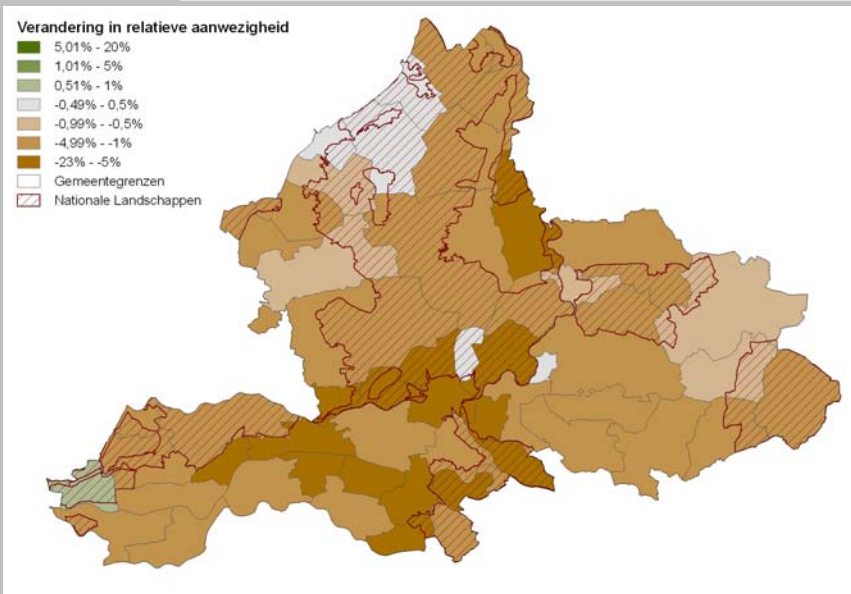 Verandering in relatieve aanwezigheid
5,01% - 20%
1,01% - 5%
0,51% - 1%
-0,49% - 0,5%
-0,99% - -0,5%
-4,99% - -1%
-23% - -5%
Gemeentegrenzen
Nationale Landschappen